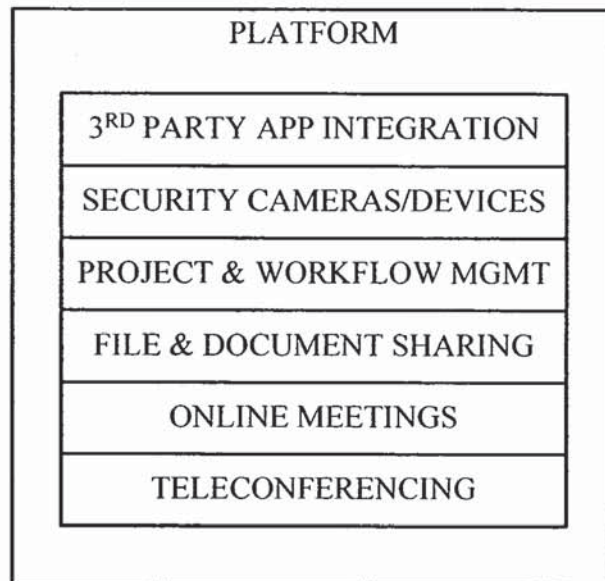 PLATFORM
3RD PARTY APP INTEGRATION
SECURITY CAMERAS/DEVICES
PROJECT & WORKFLOW MGMT
FILE & DOCUMENT SHARING
ONLINE MEETINGS
TELECONFERENCING